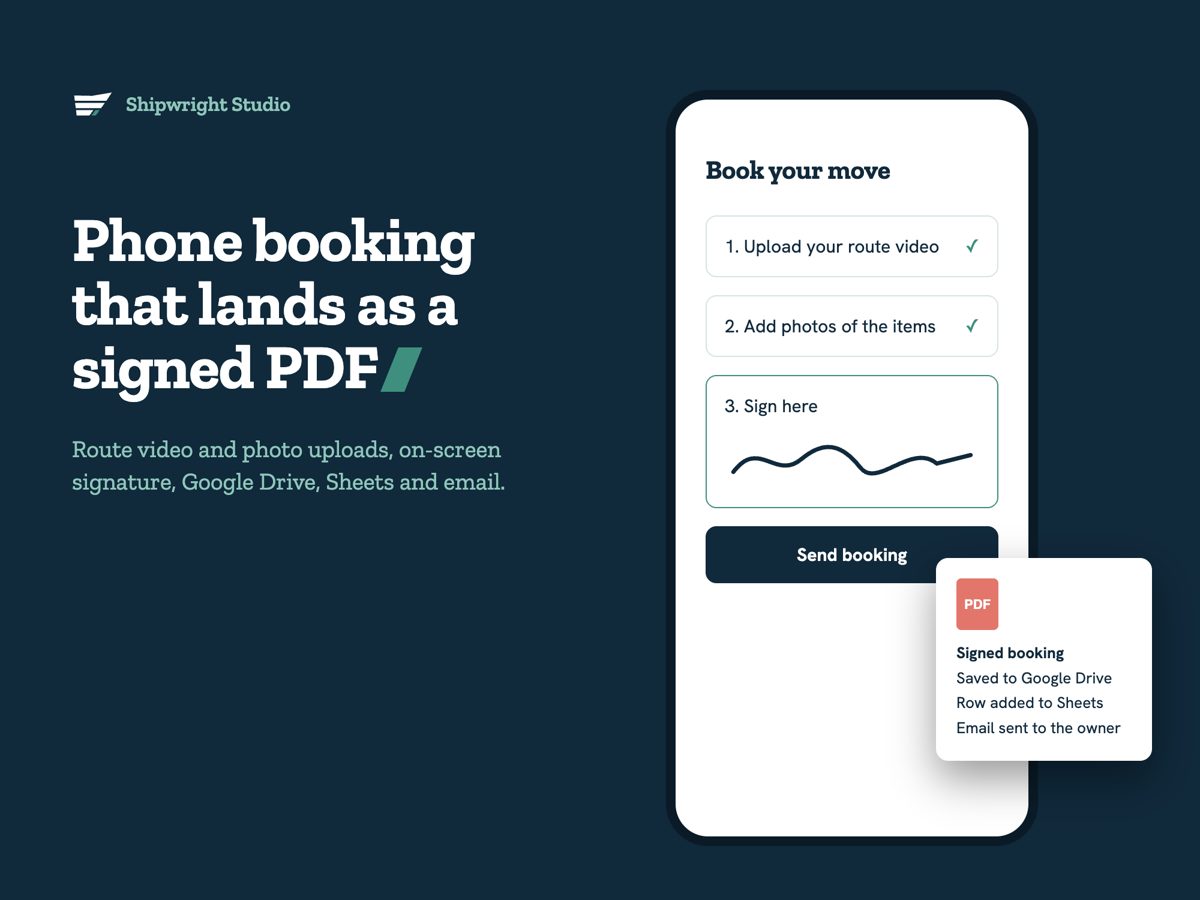 Shipwright Studio
Phone booking
that lands as a
signed PDF
Route video and photo uploads, on-screen
signature, Google Drive, Sheets and email.
Book your move
1. Upload your route video ✓
2. Add photos of the items ✓
3. Sign here
Send booking
PDF
Signed booking
Saved to Google Drive
Row added to Sheets
Email sent to the owner